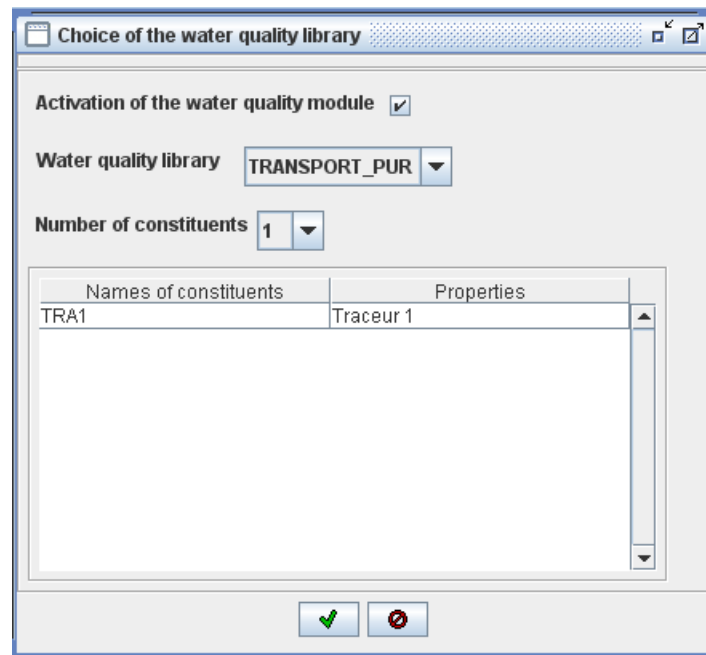 Choice of the water quality library
Activation of the water quality module
Water quality library TRANSPORT_PUR
Number of constituents 1
Names of constituents Properties
TRA1 Traceur 1